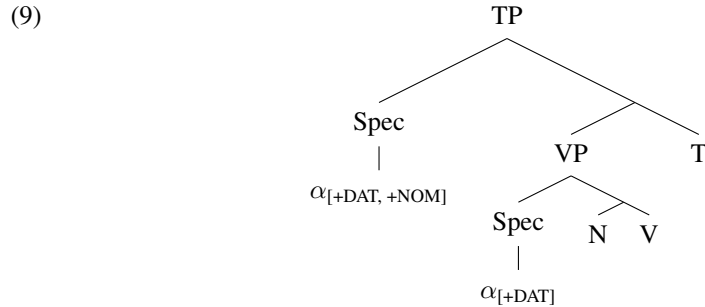 (9)
TP
Spec
VP T
α[+DAT, +NOM]
Spec N V
α[+DAT]